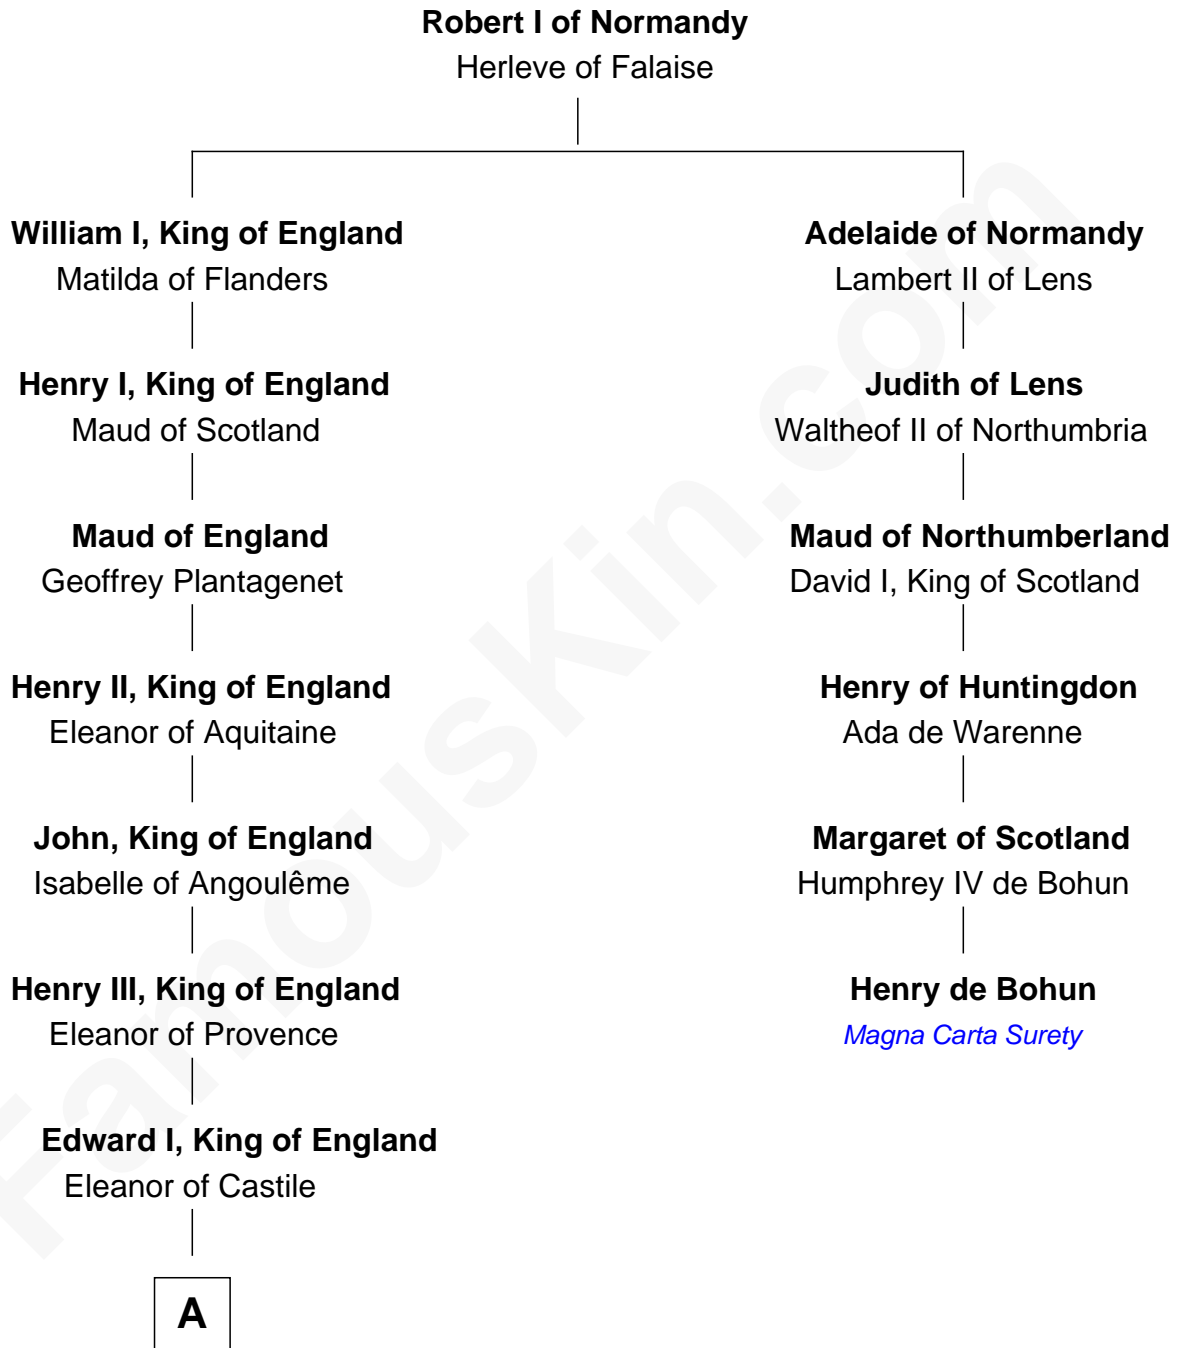 Robert I of Normandy
Herleve of Falaise
William I, King of England
Matilda of Flanders
Henry I, King of England
Maud of Scotland
Maud of England
Geoffrey Plantagenet
Henry II, King of England
Eleanor of Aquitaine
John, King of England
Isabelle of Angoulême
Henry III, King of England
Eleanor of Provence
Edward I, King of England
Eleanor of Castile
A
Adelaide of Normandy
Lambert II of Lens
Judith of Lens
Waltheof II of Northumbria
Maud of Northumberland
David I, King of Scotland
Henry of Huntingdon
Ada de Warenne
Margaret of Scotland
Humphrey IV de Bohun
Henry de Bohun
Magna Carta Surety
FamousKin.com